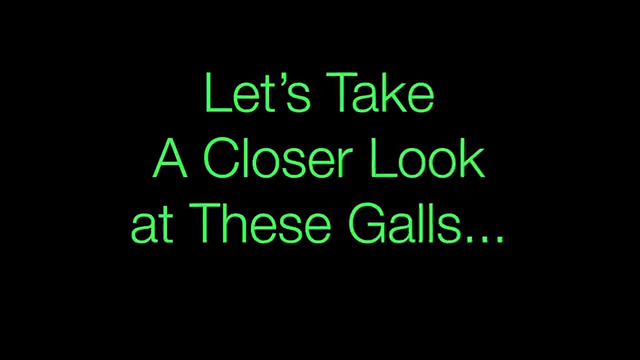 Let’s Take
A Closer Look
at These Galls...